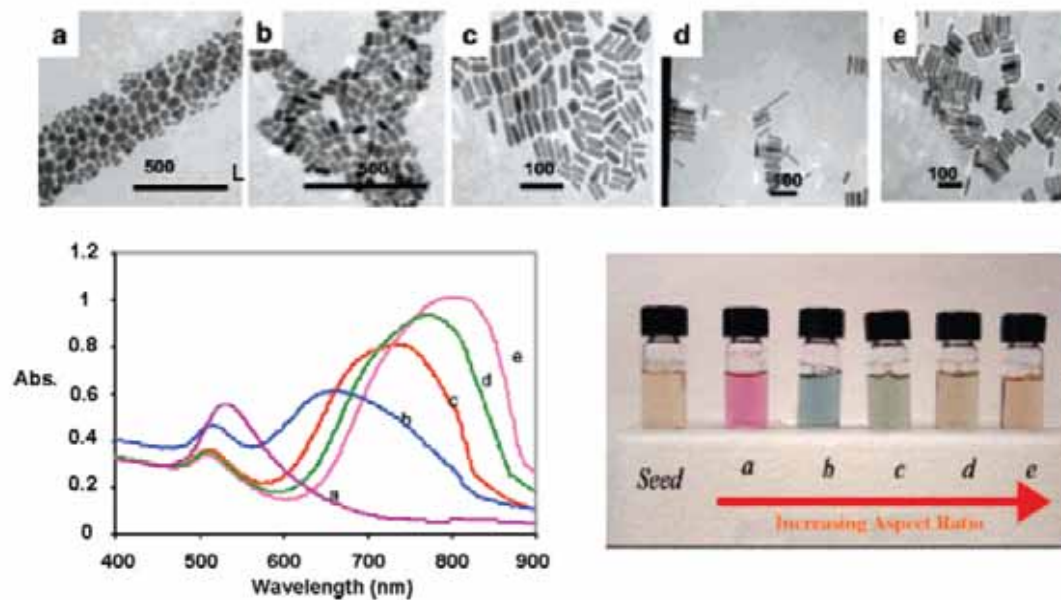 a
500
L
b
500
c
100
d
100
e
100
1.2
1
0.8
0.6
0.4
0.2
0
Abs.
400 500 600 700 800 900
Wavelength (nm)
a
b
c
d
e
Seed a b c d e
Increasing Aspect Ratio